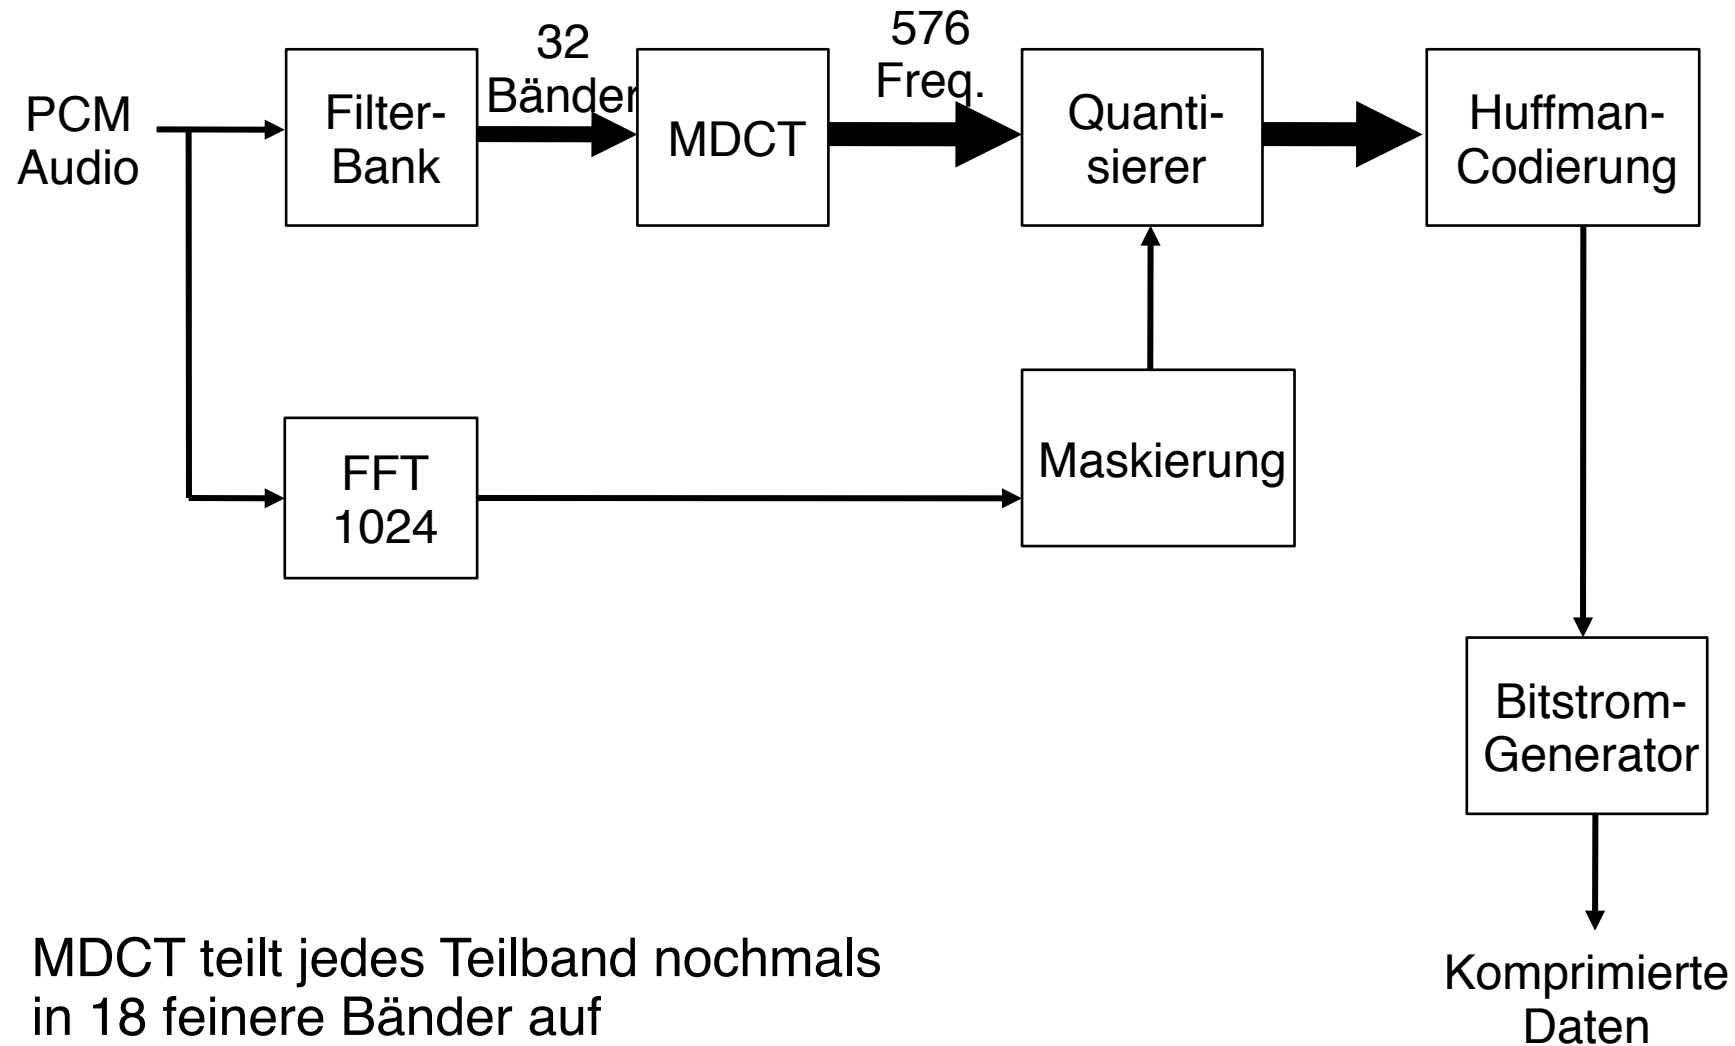 PCM
Audio
Filter-
Bank
32
Bänder
MDCT
576
Freq.
Quanti-
sierer
Huffman-
Codierung
FFT
1024
Maskierung
Bitstrom-
Generator
Komprimierte
Daten
MDCT teilt jedes Teilband nochmals
in 18 feinere Bänder auf